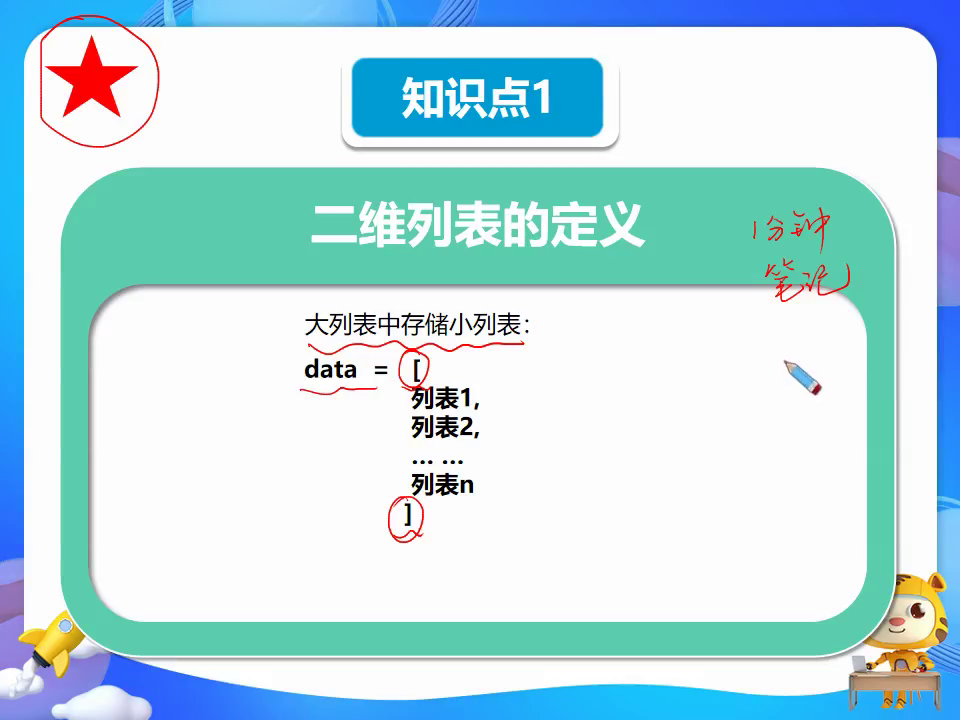 知识点1
二维列表的定义
1分钟
笔记
大列表中存储小列表：
data = [
列表1,
列表2,
... ...
列表n
]